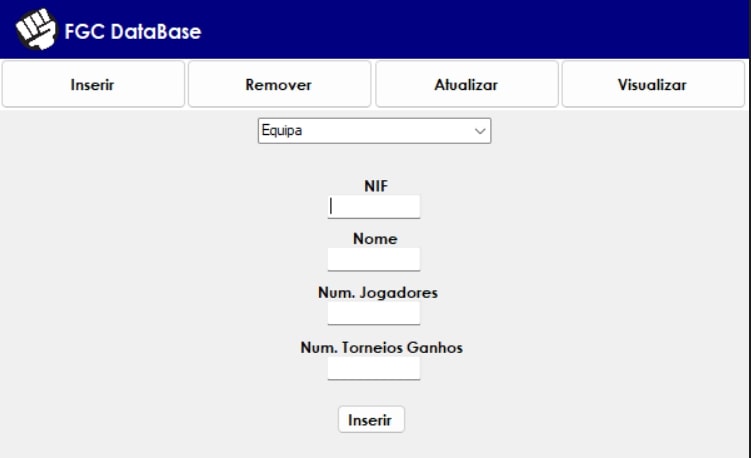 FGC DataBase
Inserir Remover Atualizar Visualizar
Equipa
NIF
Nome
Num. Jogadores
Num. Torneios Ganhos
Inserir